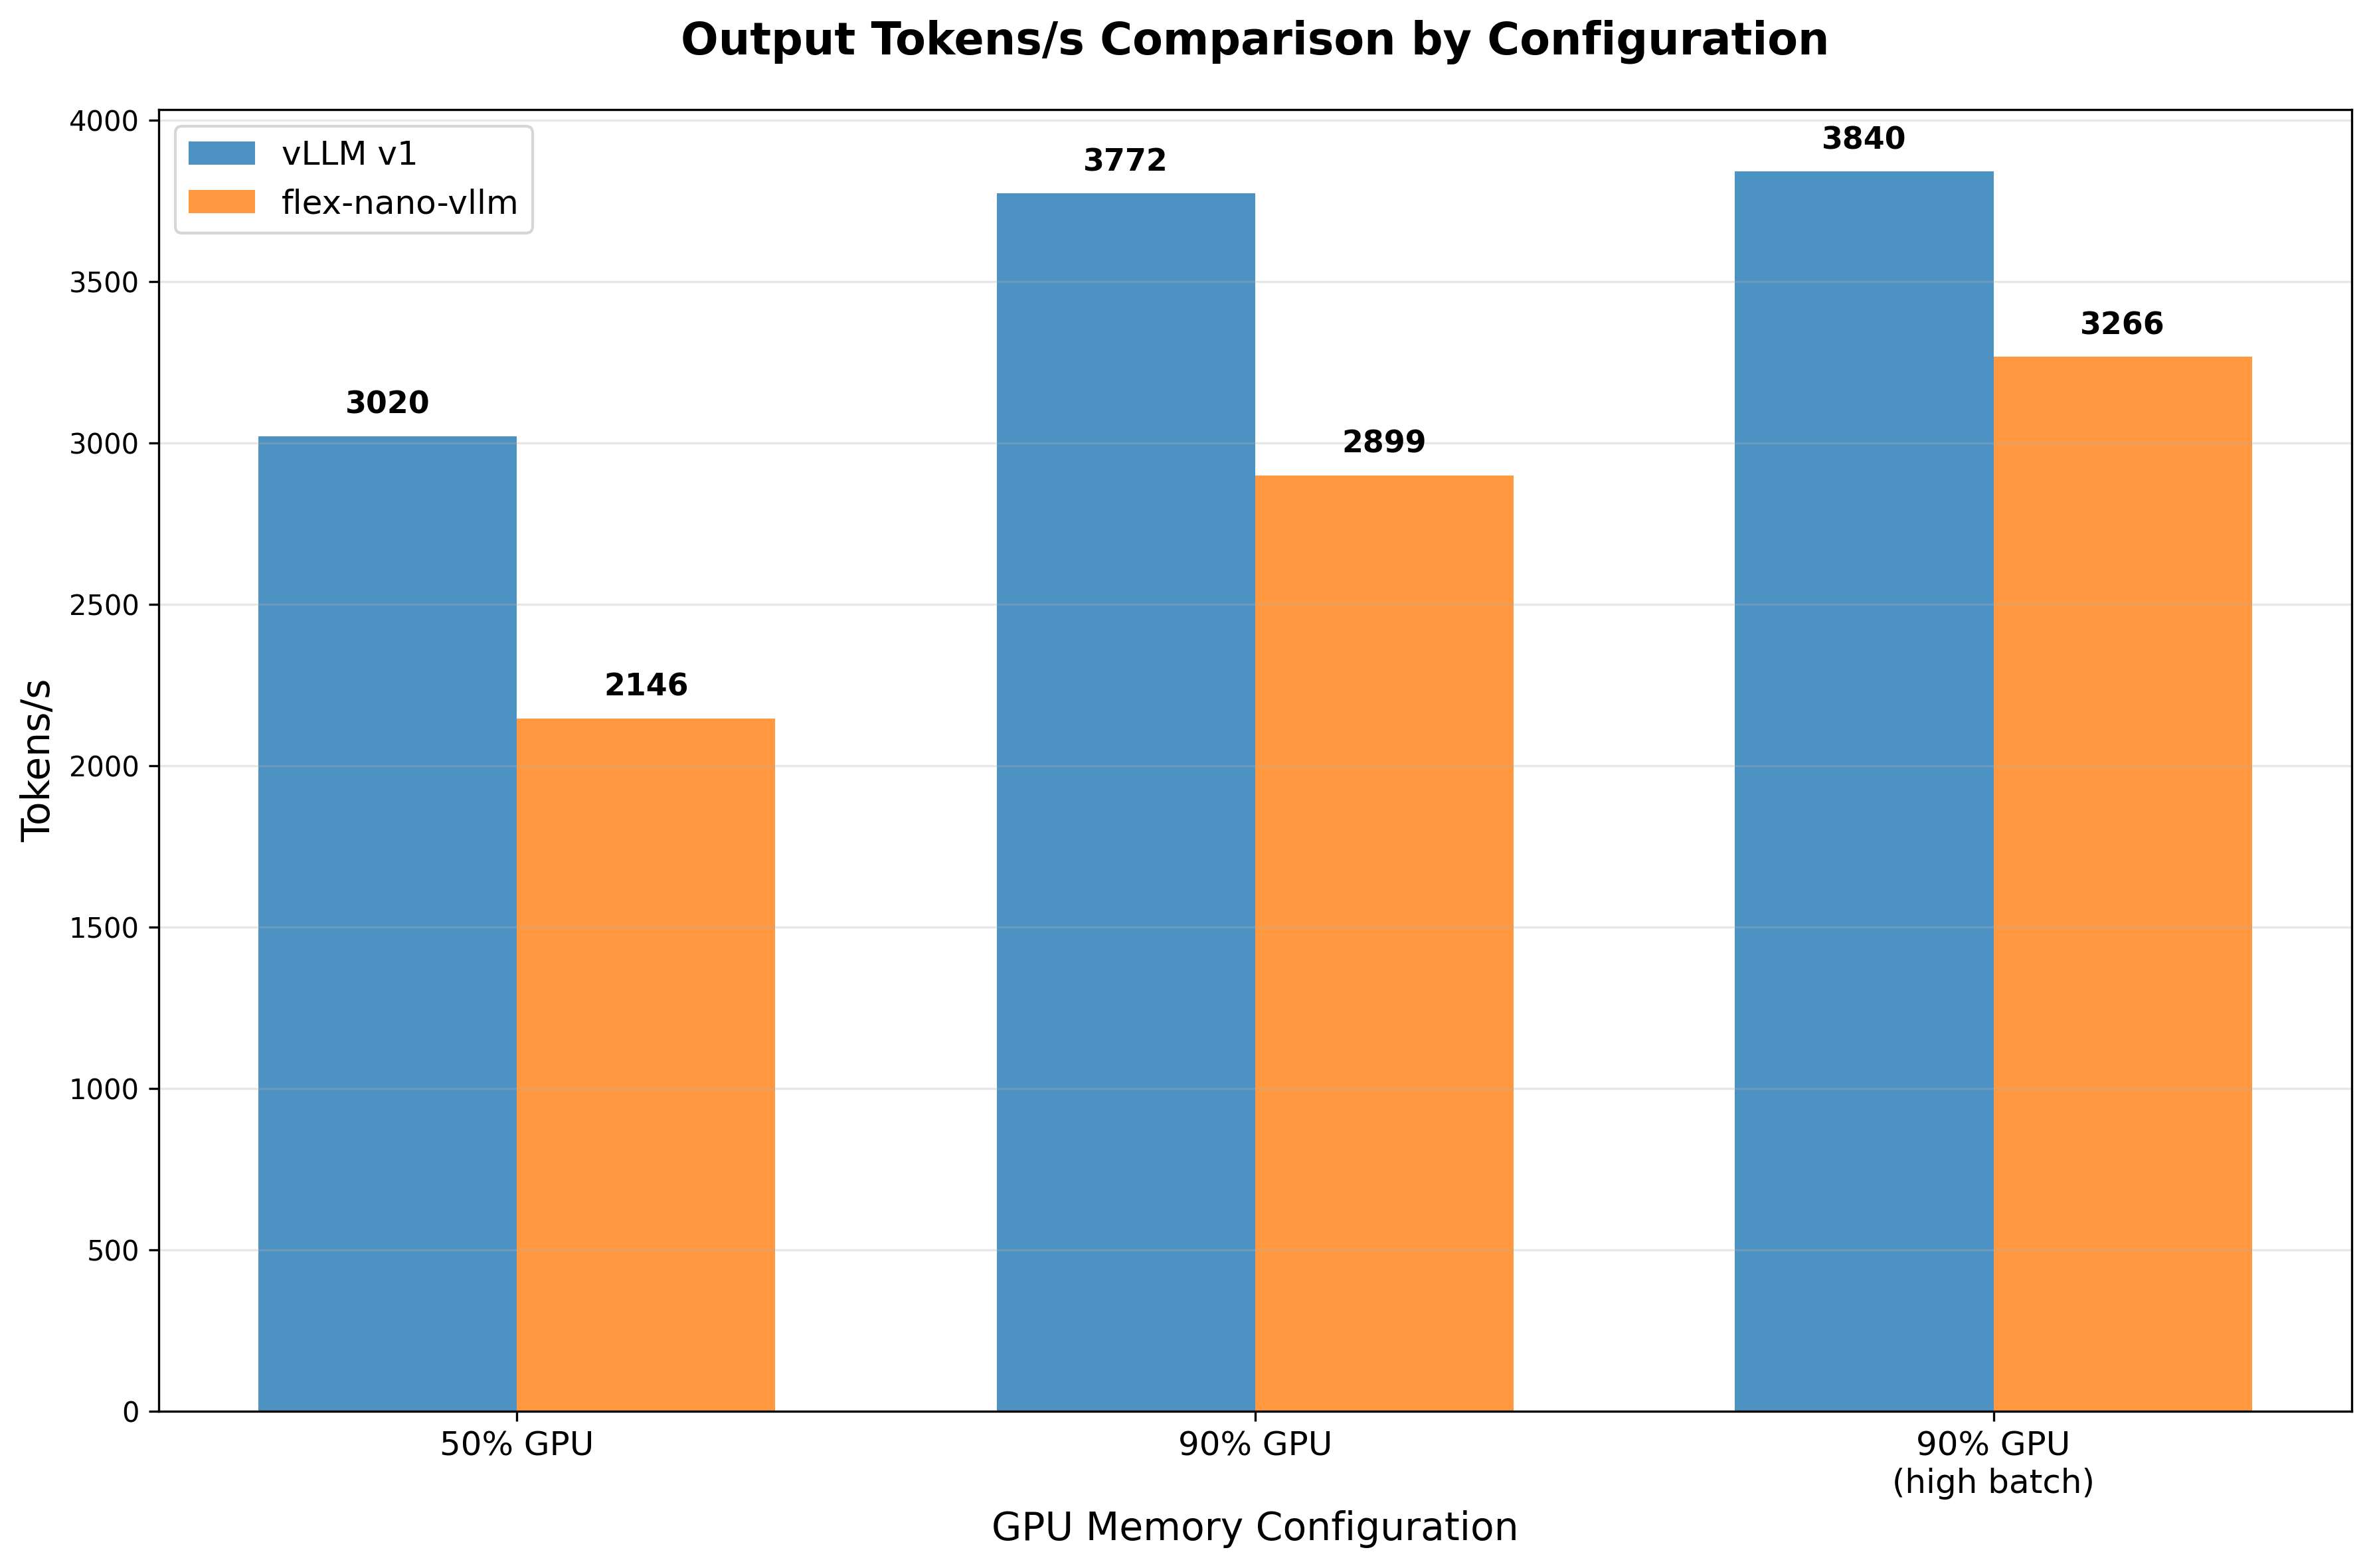 Output Tokens/s Comparison by Configuration
vLLM v1
flex-nano-vllm
4000
3500
3000
2500
2000
1500
1000
500
0
Tokens/s
3020
2146
3772
2899
3840
3266
50% GPU
90% GPU
90% GPU
(high batch)
GPU Memory Configuration